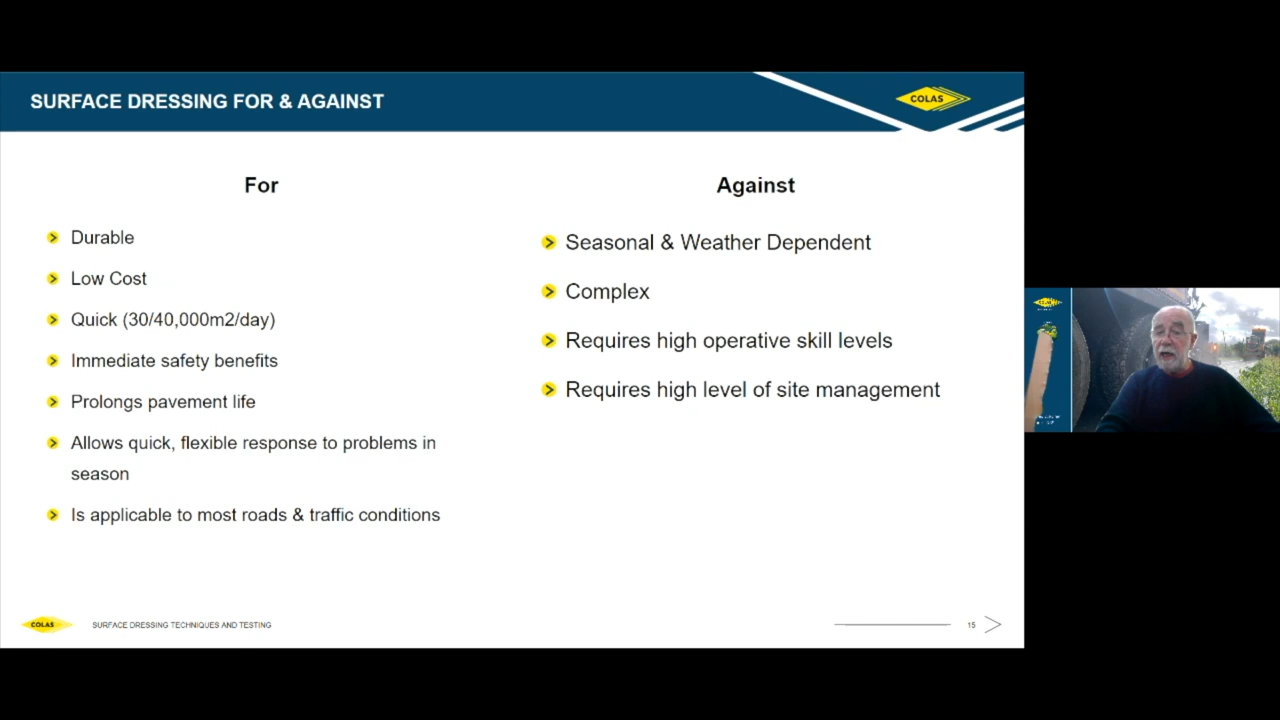 SURFACE DRESSING FOR & AGAINST
COLAS
For
Durable
Low Cost
Quick (30/40,000m2/day)
Immediate safety benefits
Prolongs pavement life
Allows quick, flexible response to problems in
season
Is applicable to most roads & traffic conditions
Against
Seasonal & Weather Dependent
Complex
Requires high operative skill levels
Requires high level of site management
COLAS
SURFACE DRESSING TECHNIQUES AND TESTING
15